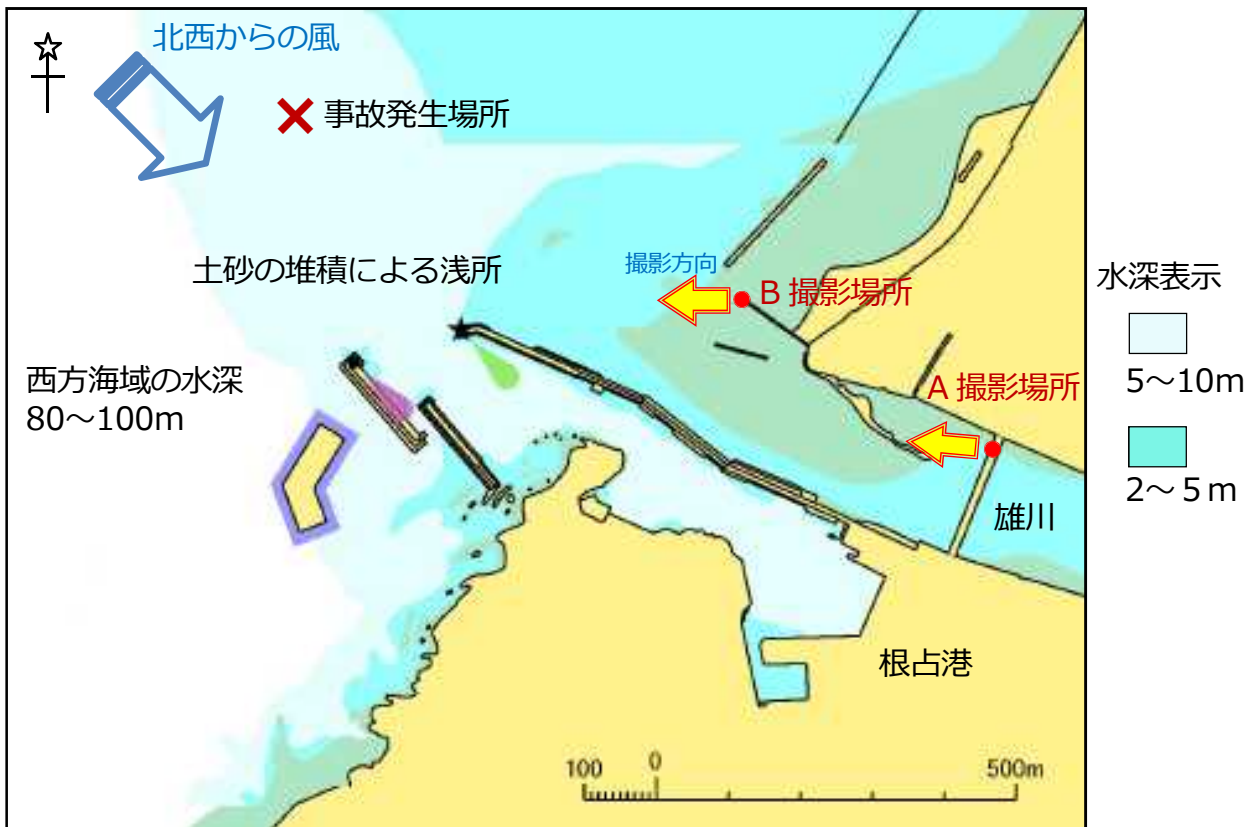 北西からの風
事故発生場所
土砂の堆積による浅所
撮影方向
B 撮影場所
水深表示
5～10m
西方海域の水深
80～100m
A 撮影場所
2～5m
雄川
根占港
100 0 500m